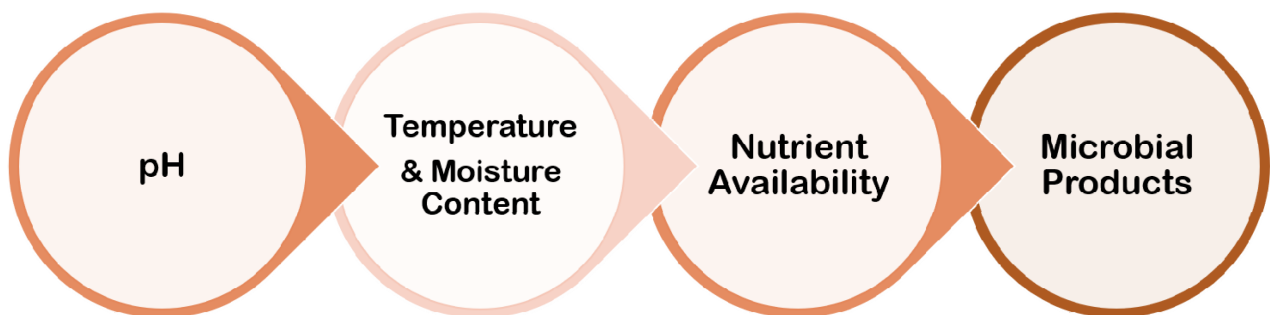 pH
Temperature
& Moisture
Content
Nutrient
Availability
Microbial
Products